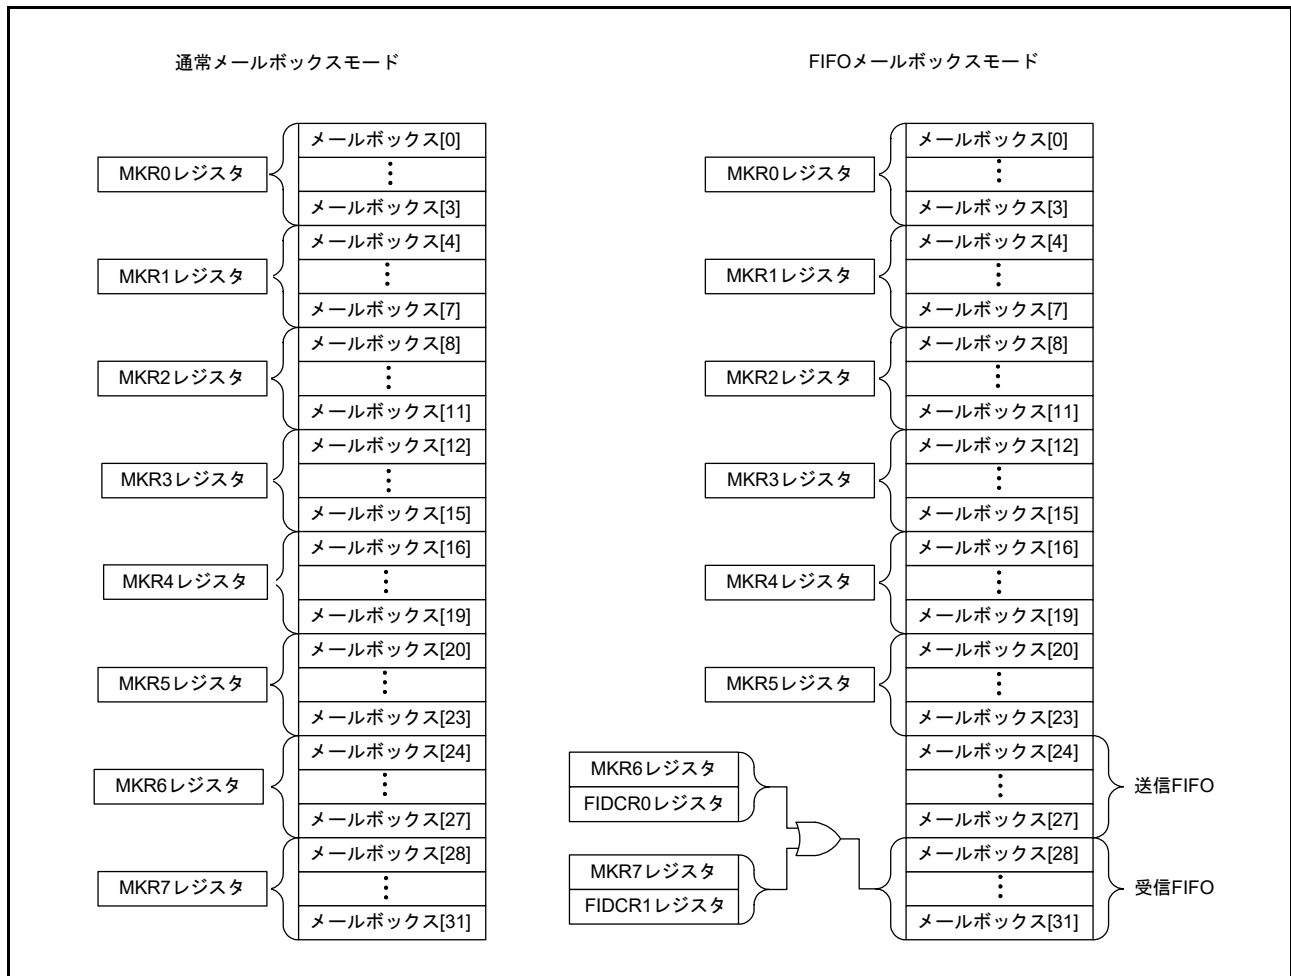 通常メールボックスモード
メールボックス[0]
MKR0レジスタ
メールボックス[3]
メールボックス[4]
MKR1レジスタ
メールボックス[7]
メールボックス[8]
MKR2レジスタ
メールボックス[11]
メールボックス[12]
MKR3レジスタ
メールボックス[15]
メールボックス[16]
MKR4レジスタ
メールボックス[19]
メールボックス[20]
MKR5レジスタ
メールボックス[23]
メールボックス[24]
MKR6レジスタ
メールボックス[27]
メールボックス[28]
MKR7レジスタ
メールボックス[31]
FIFOメールボックスモード
メールボックス[0]
MKR0レジスタ
メールボックス[3]
メールボックス[4]
MKR1レジスタ
メールボックス[7]
メールボックス[8]
MKR2レジスタ
メールボックス[11]
メールボックス[12]
MKR3レジスタ
メールボックス[15]
メールボックス[16]
MKR4レジスタ
メールボックス[19]
メールボックス[20]
MKR5レジスタ
メールボックス[23]
メールボックス[24]
MKR6レジスタ
FIDCR0レジスタ
送信FIFO
メールボックス[27]
メールボックス[28]
MKR7レジスタ
FIDCR1レジスタ
受信FIFO
メールボックス[31]